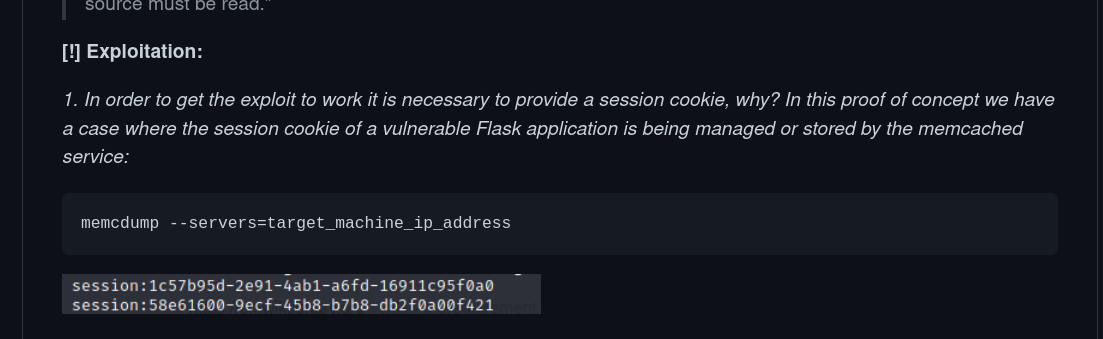 source must be read."
[!] Exploitation:
1. In order to get the exploit to work it is necessary to provide a session cookie, why? In this proof of concept we have
a case where the session cookie of a vulnerable Flask application is being managed or stored by the memcached
service:
memcdump --servers=target_machine_ip_address
session:1c57b95d-2e91-4ab1-a6fd-16911c95f0a0
session:58e61600-9ecf-45b8-b7b8-db2f0a00f421